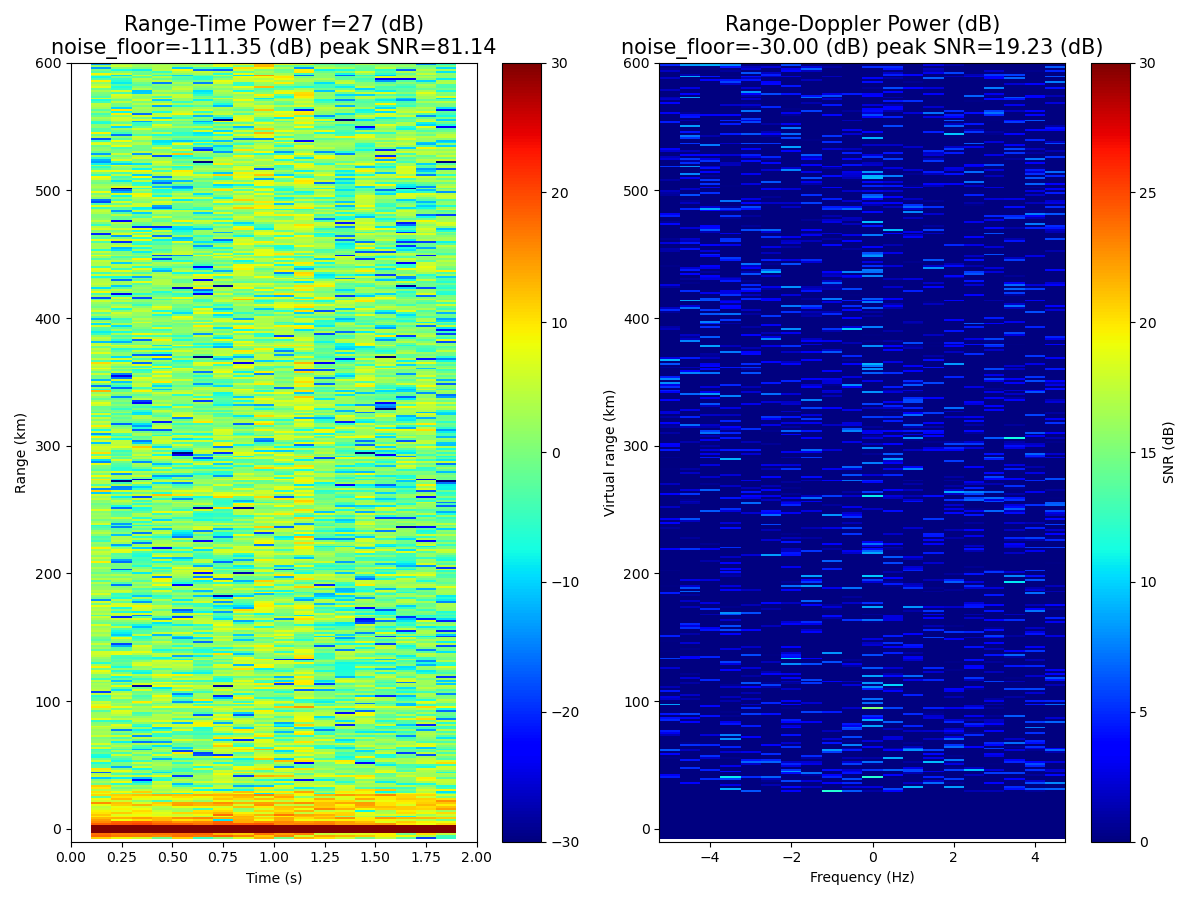 Range-Time Power f=27 (dB)
noise_floor=-111.35 (dB) peak SNR=81.14
Range (km)
600
500
400
300
200
100
0
0.00 0.25 0.50 0.75 1.00 1.25 1.50 1.75 2.00
Time (s)
30
20
10
0
−10
−20
−30
Range-Doppler Power (dB)
noise_floor=-30.00 (dB) peak SNR=19.23 (dB)
Virtual range (km)
600
500
400
300
200
100
0
−4 −2 0 2 4
Frequency (Hz)
30
25
20
15
10
5
0
SNR (dB)